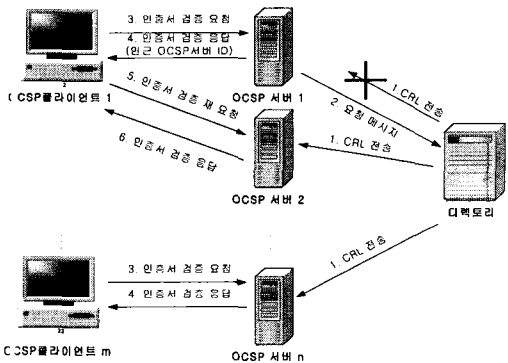 3. 인증서 검증 요청
4. 인증서 검증 응답
(인근 OCSP서버 ID)
OCSP클라이언트 1
OCSP 서버 1
1. CRL 전송
2. 요청 메시지
5. 인증서 검증 재 요청
6. 인증서 검증 응답
1. CRL 전송
OCSP 서버 2
디렉토리
1. CRL 전송
3. 인증서 검증 요청
4. 인증서 검증 응답
OCSP클라이언트 m
OCSP 서버 n